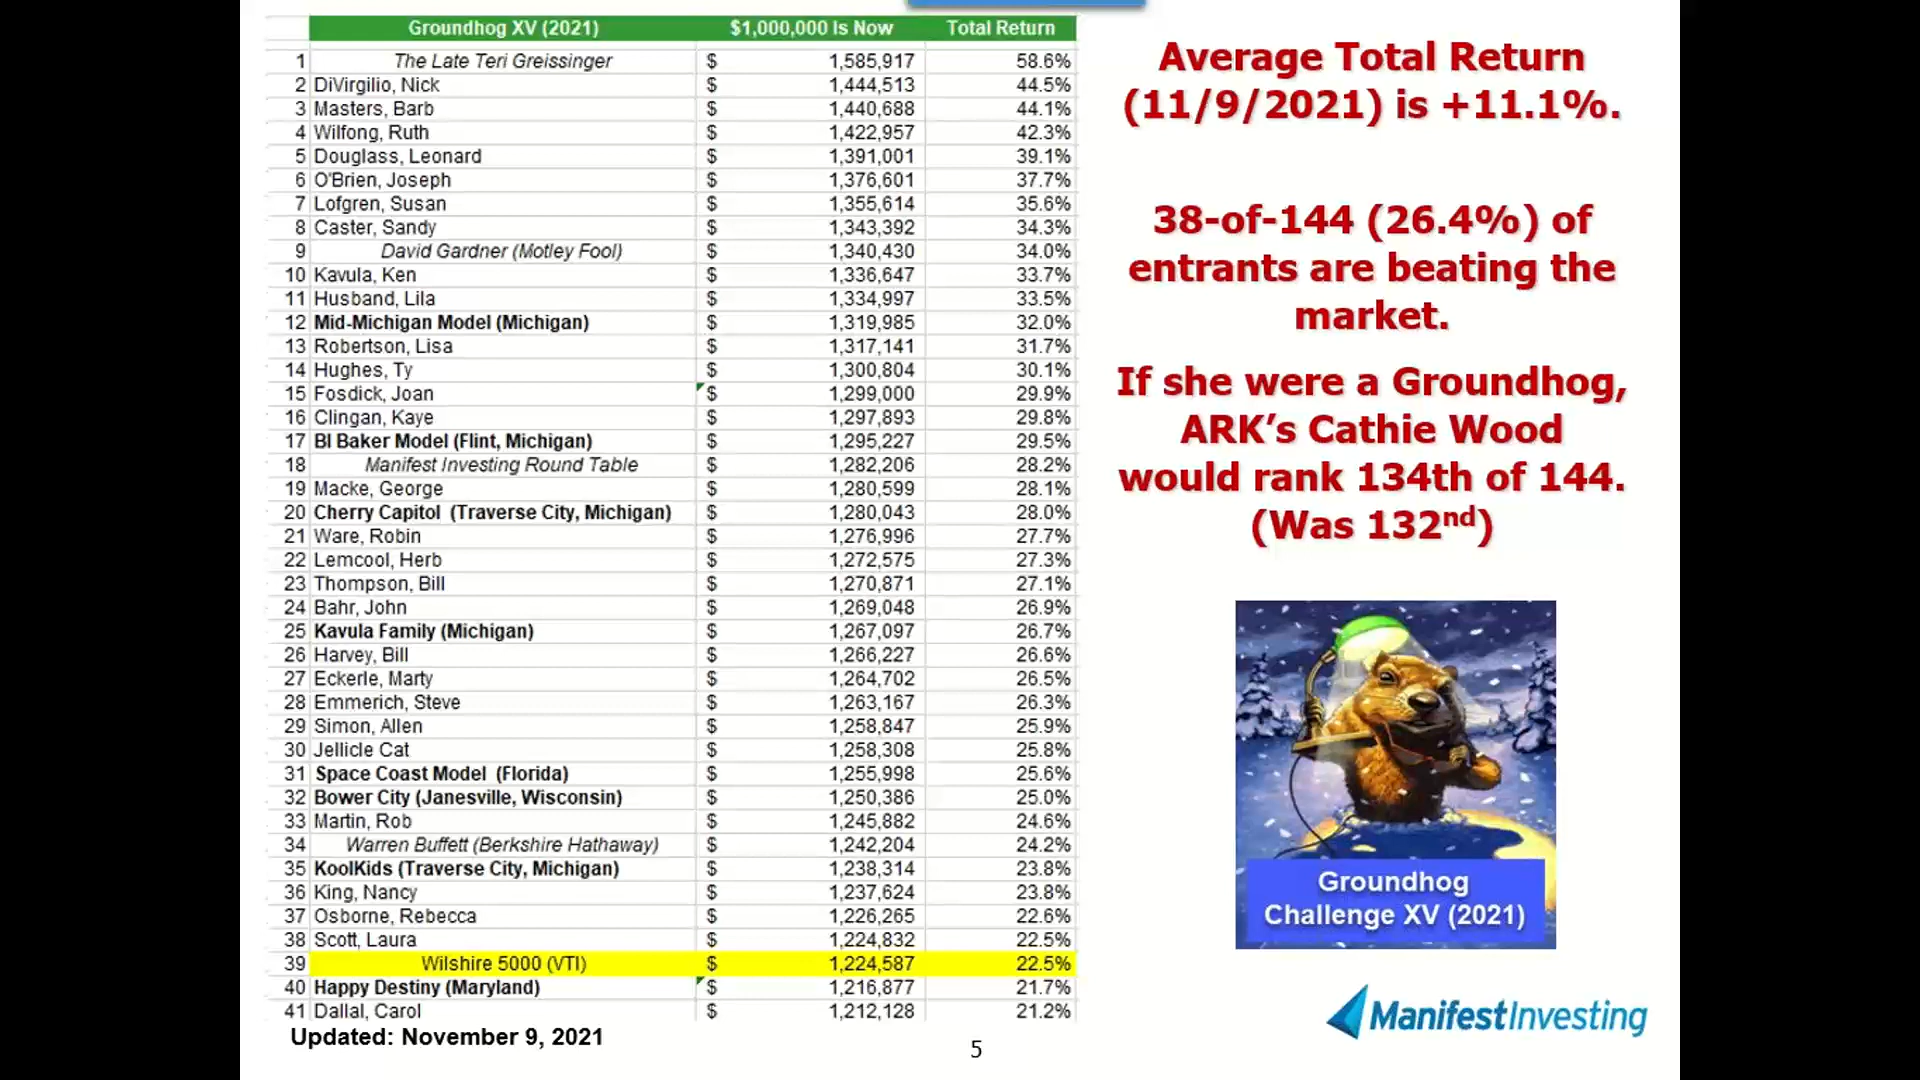 Groundhog XV (2021) $1,000,000 Is Now Total Return
1 The Late Teri Greissinger $ 1,585,917 58.6%
2 DiVirgilio, Nick $ 1,444,513 44.5%
3 Masters, Barb $ 1,440,688 44.1%
4 Wilfong, Ruth $ 1,422,957 42.3%
5 Douglass, Leonard $ 1,391,001 39.1%
6 O'Brien, Joseph $ 1,376,601 37.7%
7 Lofgren, Susan $ 1,355,614 35.6%
8 Caster, Sandy $ 1,343,392 34.3%
9 David Gardner (Motley Fool) $ 1,340,430 34.0%
10 Kavula, Ken $ 1,336,647 33.7%
11 Husband, Lila $ 1,334,997 33.5%
12 Mid-Michigan Model (Michigan) $ 1,319,985 32.0%
13 Robertson, Lisa $ 1,317,141 31.7%
14 Hughes, Ty $ 1,300,804 30.1%
15 Fosdick, Joan $ 1,299,000 29.9%
16 Clingan, Kaye $ 1,297,893 29.8%
17 BI Baker Model (Flint, Michigan) $ 1,295,227 29.5%
18 Manifest Investing Round Table $ 1,282,206 28.2%
19 Macke, George $ 1,280,599 28.1%
20 Cherry Capitol (Traverse City, Michigan) $ 1,280,043 28.0%
21 Ware, Robin $ 1,276,996 27.7%
22 Lemcool, Herb $ 1,272,575 27.3%
23 Thompson, Bill $ 1,270,871 27.1%
24 Bahr, John $ 1,269,048 26.9%
25 Kavula Family (Michigan) $ 1,267,097 26.7%
26 Harvey, Bill $ 1,266,227 26.6%
27 Eckerle, Marty $ 1,264,702 26.5%
28 Emmerich, Steve $ 1,263,167 26.3%
29 Simon, Allen $ 1,258,847 25.9%
30 Jellicle Cat $ 1,258,308 25.8%
31 Space Coast Model (Florida) $ 1,255,998 25.6%
32 Bower City (Janesville, Wisconsin) $ 1,250,386 25.0%
33 Martin, Rob $ 1,245,882 24.6%
34 Warren Buffett (Berkshire Hathaway) $ 1,242,204 24.2%
35 KoolKids (Traverse City, Michigan) $ 1,238,314 23.8%
36 King, Nancy $ 1,237,624 23.8%
37 Osborne, Rebecca $ 1,226,265 22.6%
38 Scott, Laura $ 1,224,832 22.5%
39 Wilshire 5000 (VTI) $ 1,224,587 22.5%
40 Happy Destiny (Maryland) $ 1,216,877 21.7%
41 Dallal, Carol $ 1,212,128 21.2%
Updated: November 9, 2021
5
Average Total Return
(11/9/2021) is +11.1%.
38-of-144 (26.4%) of
entrants are beating the
market.
If she were a Groundhog,
ARK’s Cathie Wood
would rank 134th of 144.
(Was 132nd)
Groundhog
Challenge XV (2021)
ManifestInvesting